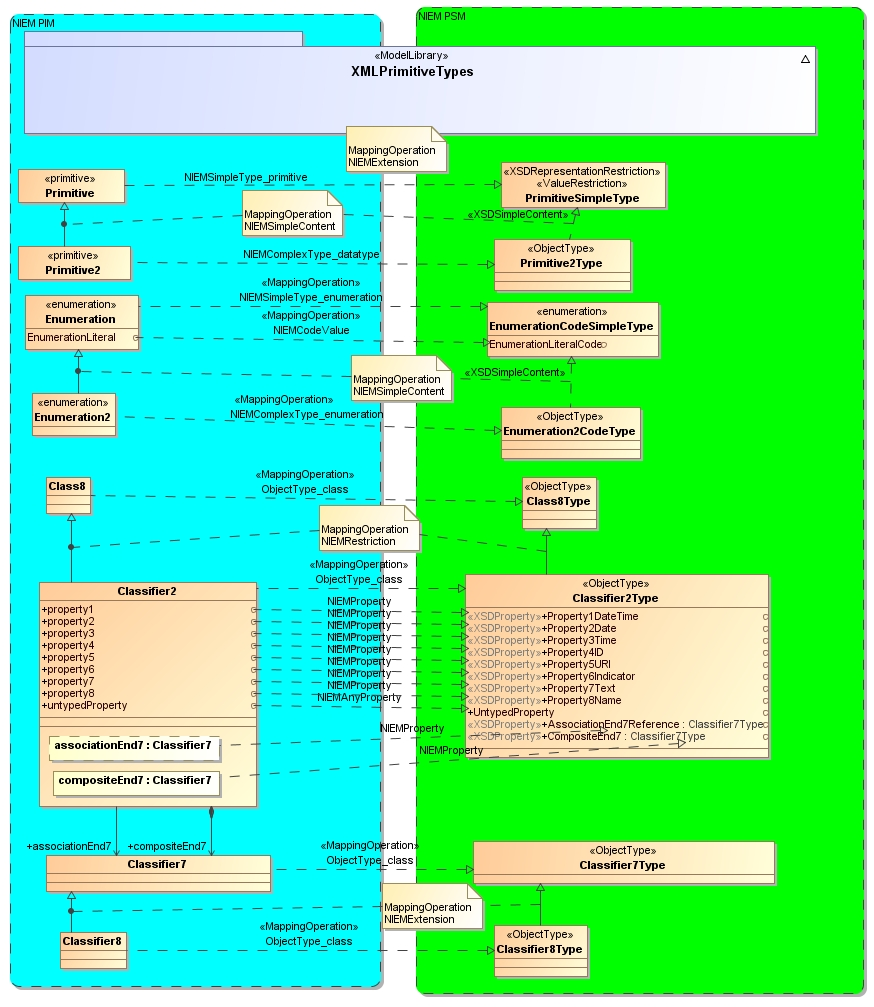 NIEM PIM
NIEM PSM
«ModelLibrary»
XMLPrimitiveTypes
MappingOperation
NIEMExtension
«primitive»
Primitive
NIEMSimpleType_primitive
«XSDRepresentationRestriction»
«ValueRestriction»
PrimitiveSimpleType
MappingOperation
NIEMSimpleContent
«XSDSimpleContent»
«primitive»
Primitive2
NIEMComplexType_datatype
«ObjectType»
Primitive2Type
«MappingOperation»
NIEMSimpleType_enumeration
«enumeration»
Enumeration
EnumerationLiteral
«MappingOperation»
NIEMCodeValue
«enumeration»
EnumerationCodeSimpleType
EnumerationLiteralCode
MappingOperation
NIEMSimpleContent
«XSDSimpleContent»
«enumeration»
Enumeration2
«MappingOperation»
NIEMComplexType_enumeration
«ObjectType»
Enumeration2CodeType
Class8
«MappingOperation»
ObjectType_class
«ObjectType»
Class8Type
MappingOperation
NIEMRestriction
«MappingOperation»
ObjectType_class
Classifier2
+property1
+property2
+property3
+property4
+property5
+property6
+property7
+property8
+untypedProperty
associationEnd7 : Classifier7
compositeEnd7 : Classifier7
NIEMProperty
NIEMProperty
NIEMProperty
NIEMProperty
NIEMProperty
NIEMProperty
NIEMProperty
NIEMProperty
NIEMAnyProperty
NIEMProperty
NIEMProperty
«ObjectType»
Classifier2Type
«XSDProperty»+Property1DateTime
«XSDProperty»+Property2Date
«XSDProperty»+Property3Time
«XSDProperty»+Property4ID
«XSDProperty»+Property5URI
«XSDProperty»+Property6Indicator
«XSDProperty»+Property7Text
«XSDProperty»+Property8Name
+UntypedProperty
«XSDProperty»+AssociationEnd7Reference : Classifier7Type
«XSDProperty»+CompositeEnd7 : Classifier7Type
+associationEnd7
+compositeEnd7
Classifier7
«MappingOperation»
ObjectType_class
«ObjectType»
Classifier7Type
MappingOperation
NIEMExtension
Classifier8
«MappingOperation»
ObjectType_class
«ObjectType»
Classifier8Type